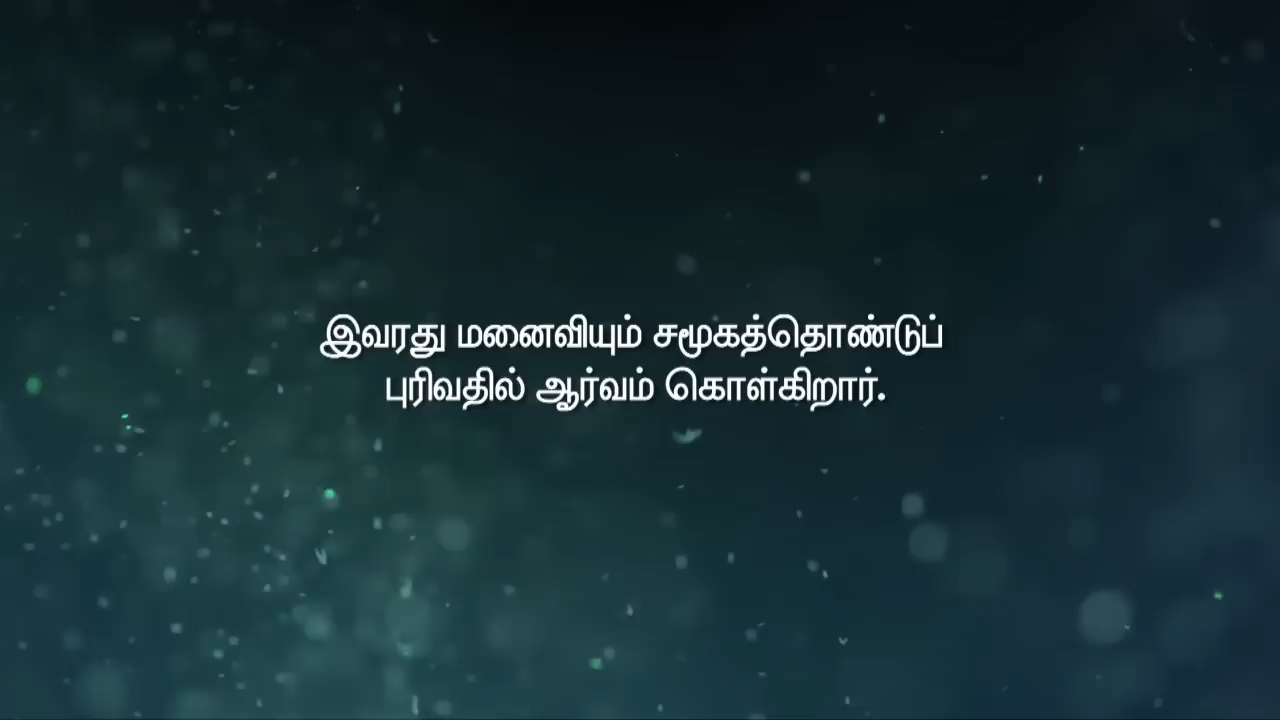 இவரது மனைவியும் சமூகத்தொண்டுப்
புரிவதில் ஆர்வம் கொள்கிறார்.